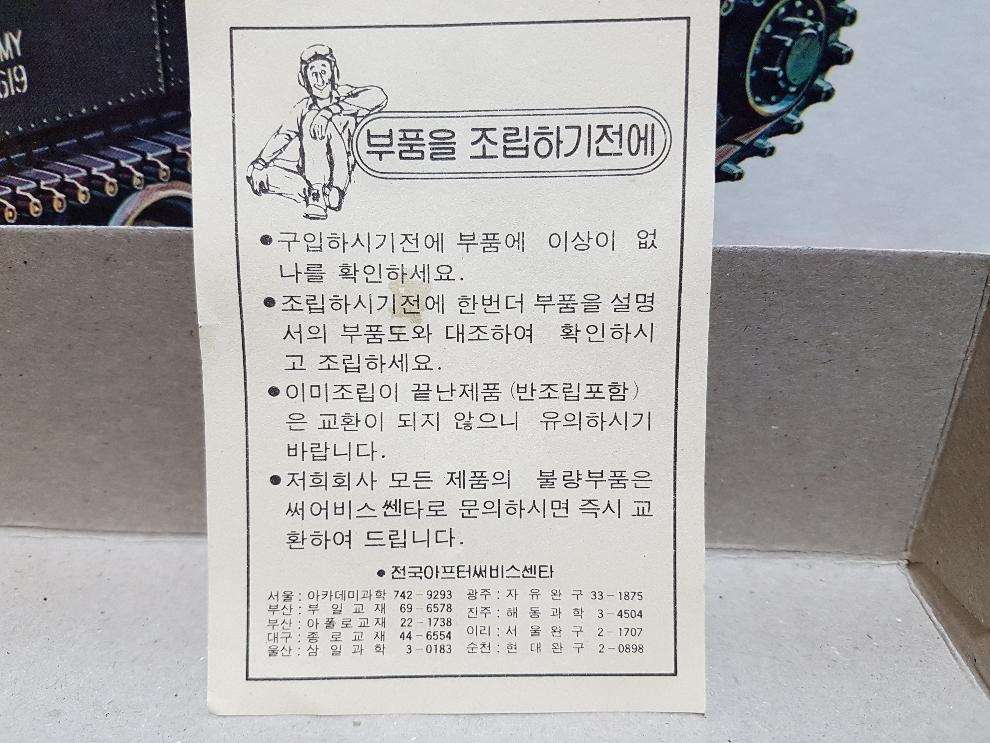 MY
619
부품을 조립하기전에
●구입하시기전에 부품에 이상이 없
나를 확인하세요.
●조립하시기전에 한번더 부품을 설명
서의 부품도와 대조하여 확인하시
고 조립하세요.
●이미조립이 끝난제품 (반조립포함)
은 교환이 되지 않으니 유의하시기
바랍니다.
●저희회사 모든 제품의 불량부품은
써어비스쎈타로 문의하시면 즉시 교
환하여 드립니다.
●전국아프터써비스센타
서울 : 아카데미과학 742-9293
부산 : 부일교재 69-6578
부산 : 아폴로교재 22-1738
대구 : 종로교재 44-6554
울산 : 삼일과학 3-0183
광주 : 자유완구 33-1875
전주 : 해동과학 3-4504
이리 : 서울완구 2-1707
순천 : 현대완구 2-0898